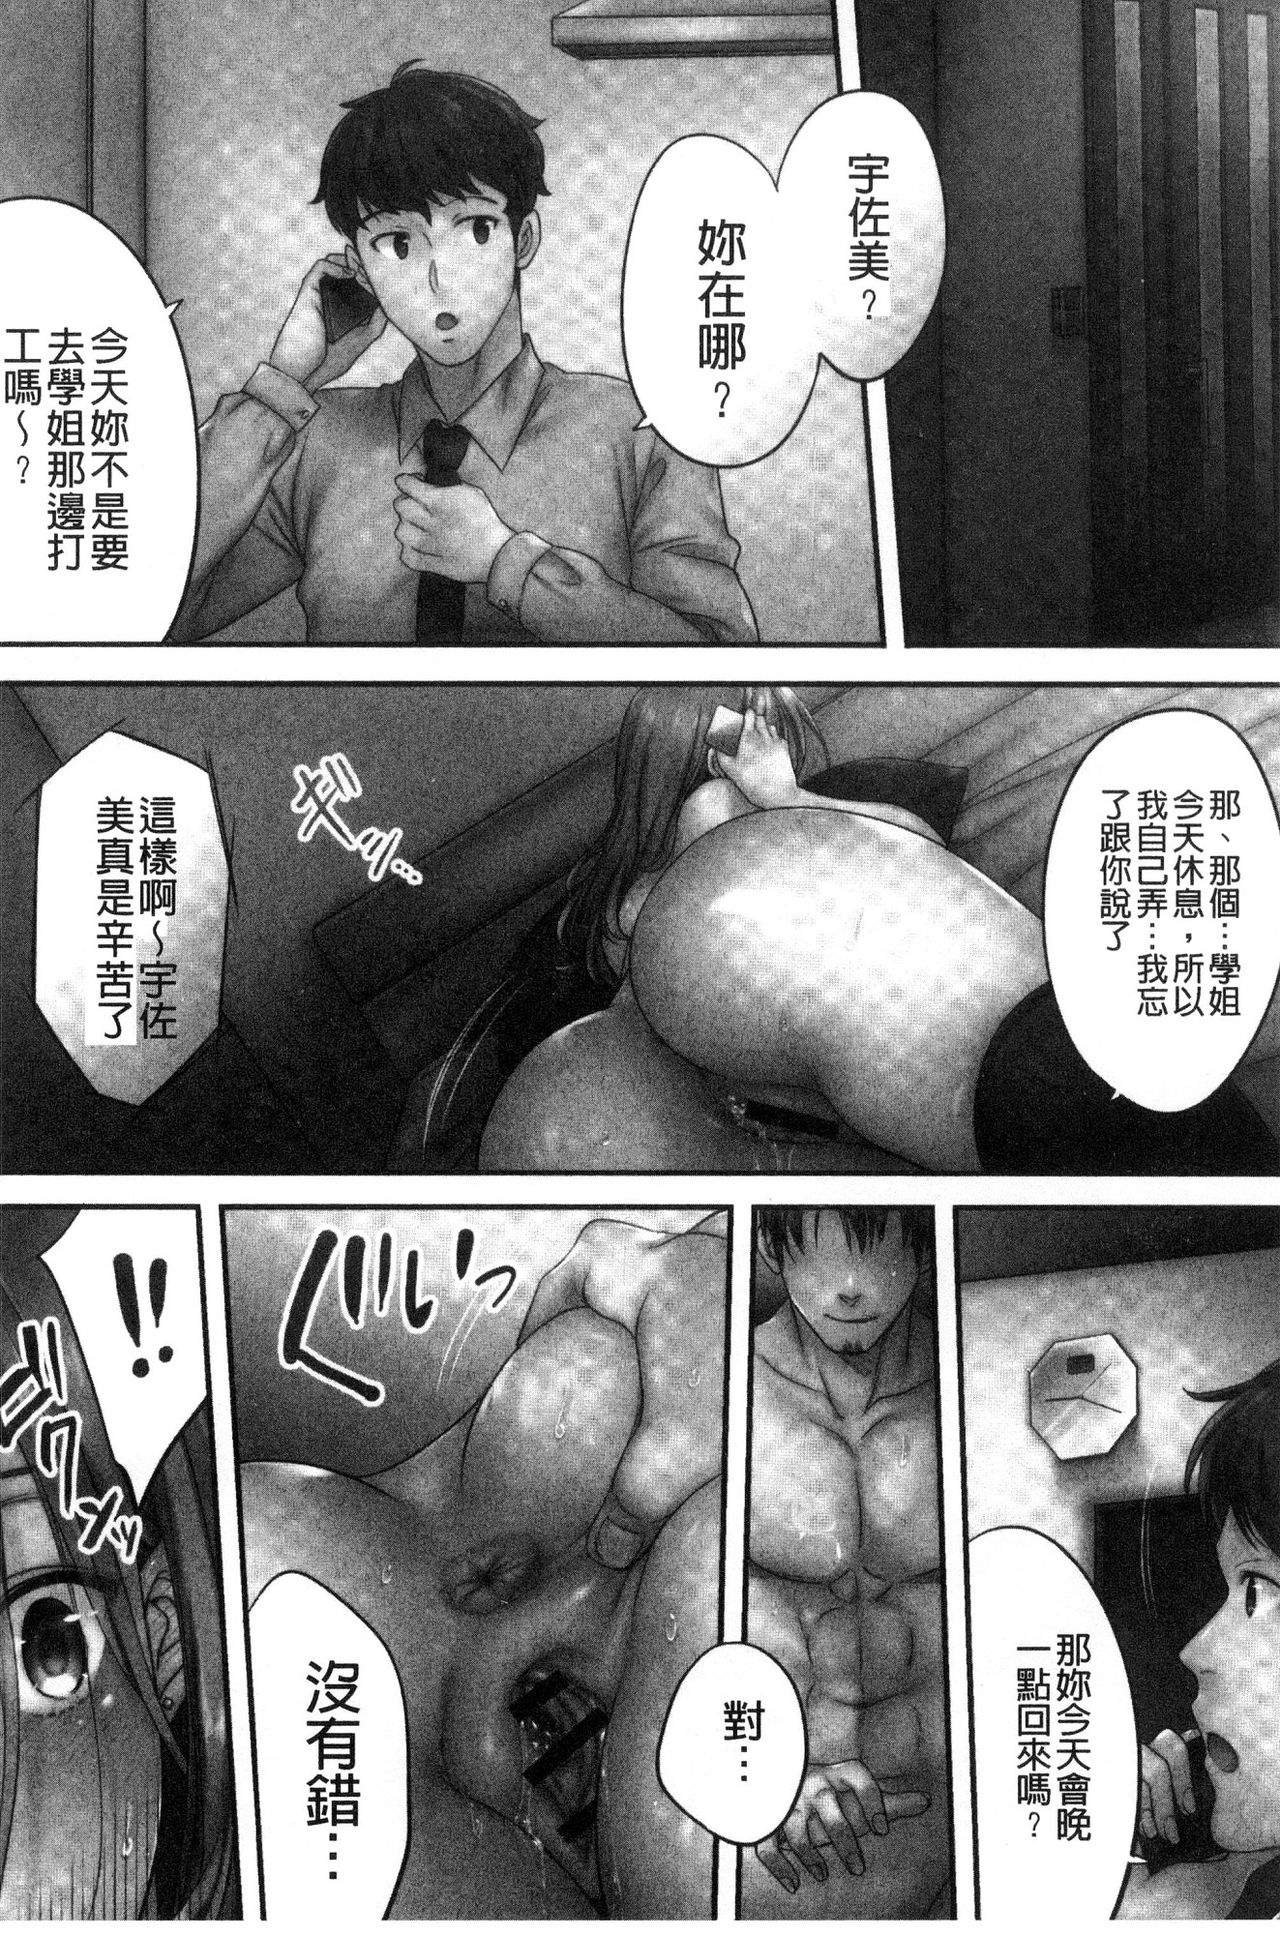 宇佐美?
妳在哪?
今天妳不是要
去學姐那邊打
工嗎～?
那、那個…學姐
今天休息,所以
我自己弄…我忘
了跟你說了
ギッ…
這樣啊～宇佐
美真是辛苦了
那妳今天會晚
一點回來嗎?
對…
ぐいっ
沒有錯…
!!